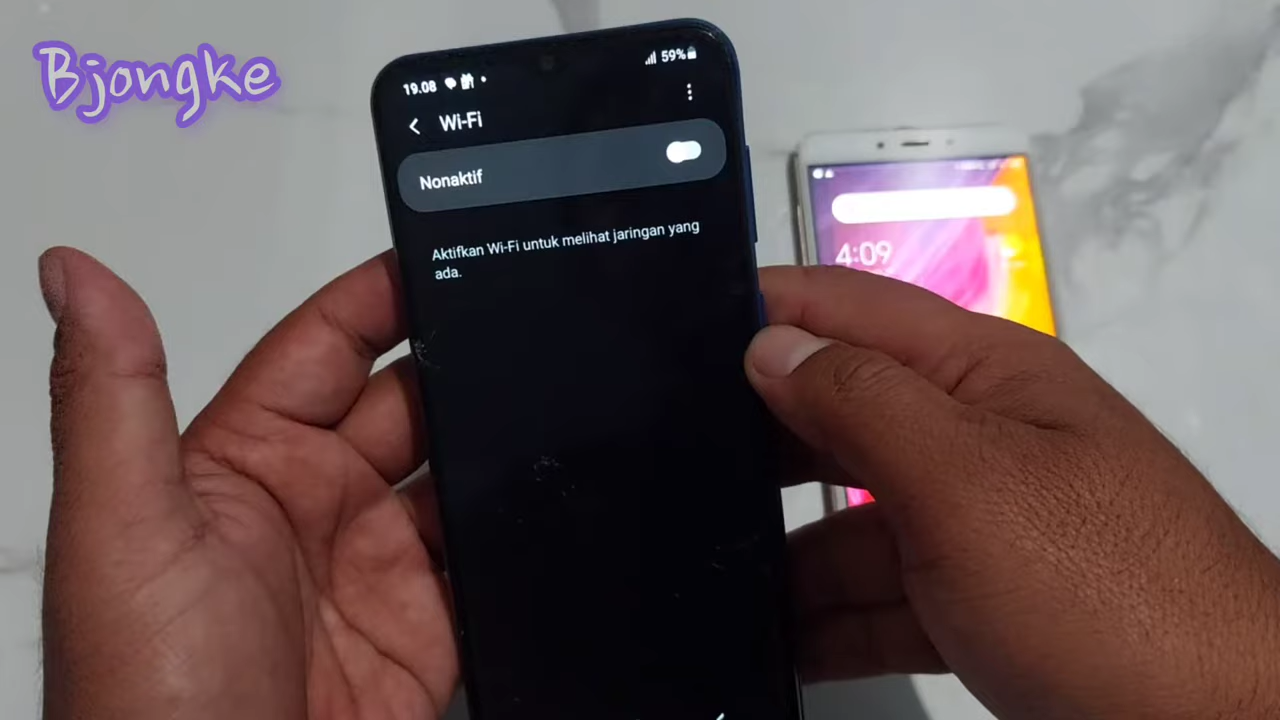 Bjongke
19.08
59%
Wi-Fi
Nonaktif
Aktifkan Wi-Fi untuk melihat jaringan yang
ada.
4:09